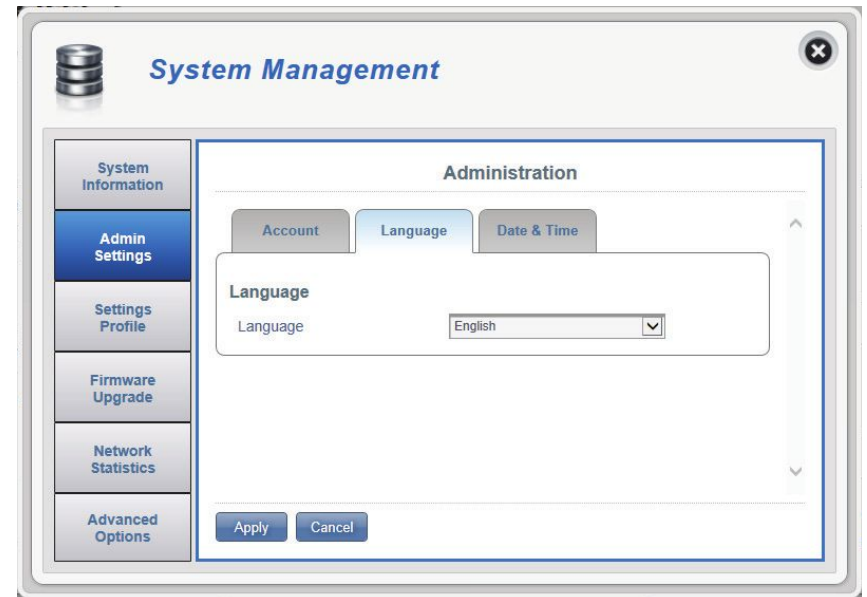 System Management
System
Information
Admin
Settings
Settings
Profile
Firmware
Upgrade
Network
Statistics
Advanced
Options
Administration
Account
Language
Date & Time
Language
Language
English
Apply
Cancel